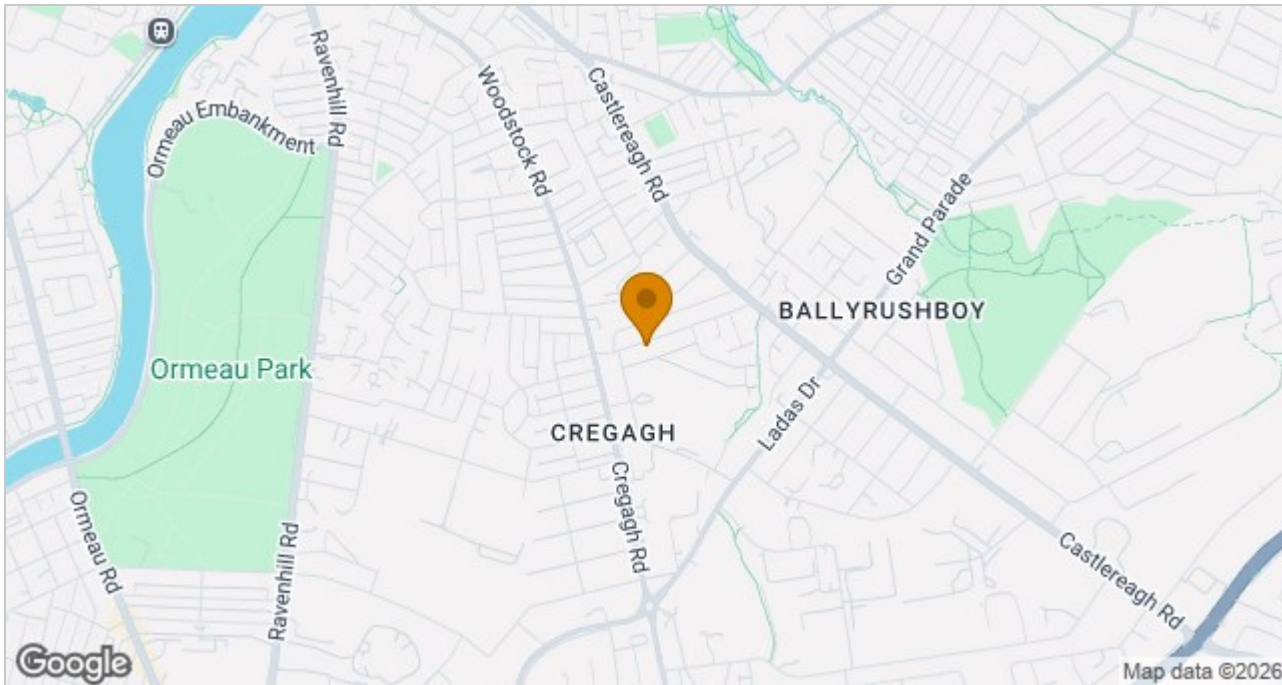 Ravenhill Rd
Woodstock Rd
Castlereagh Rd
Ormeau Embankment
Grand Parade
BALLYRUSHBOY
Ormeau Park
Ladas Dr
CREGAGH
Cregagh Rd
Ormeau Rd
Ravenhill Rd
Castlereagh Rd
Google
Map data ©2026